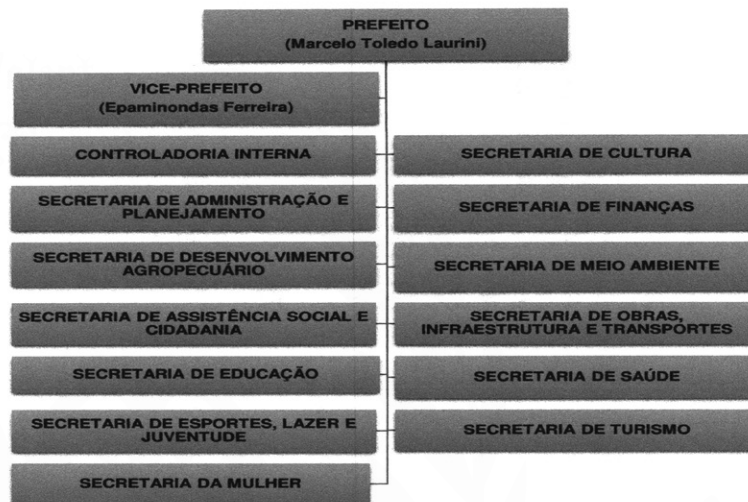 PREFEITO
(Marcelo Toledo Laurini)
VICE-PREFEITO
(Epaminondas Ferreira)
CONTROLADORIA INTERNA
SECRETARIA DE CULTURA
SECRETARIA DE ADMINISTRAÇÃO E
PLANEJAMENTO
SECRETARIA DE FINANÇAS
SECRETARIA DE DESENVOLVIMENTO
AGROPECUÁRIO
SECRETARIA DE MEIO AMBIENTE
SECRETARIA DE ASSISTÊNCIA SOCIAL E
CIDADANIA
SECRETARIA DE OBRAS,
INFRAESTRUTURA E TRANSPORTES
SECRETARIA DE EDUCAÇÃO
SECRETARIA DE SAÚDE
SECRETARIA DE ESPORTES, LAZER E
JUVENTUDE
SECRETARIA DE TURISMO
SECRETARIA DA MULHER